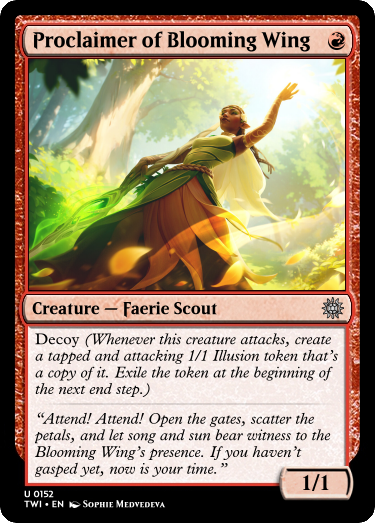 Proclaimer of Blooming Wing
Creature — Faerie Scout
Decoy (Whenever this creature attacks, create
a tapped and attacking 1/1 Illusion token that's
a copy of it. Exile the token at the beginning of
the next end step.)
“Attend! Attend! Open the gates, scatter the
petals, and let song and sun bear witness to the
Blooming Wing's presence. If you haven't
gasped yet, now is your time.”
1/1
U 0152
TWI • EN Sophie Medvedeva